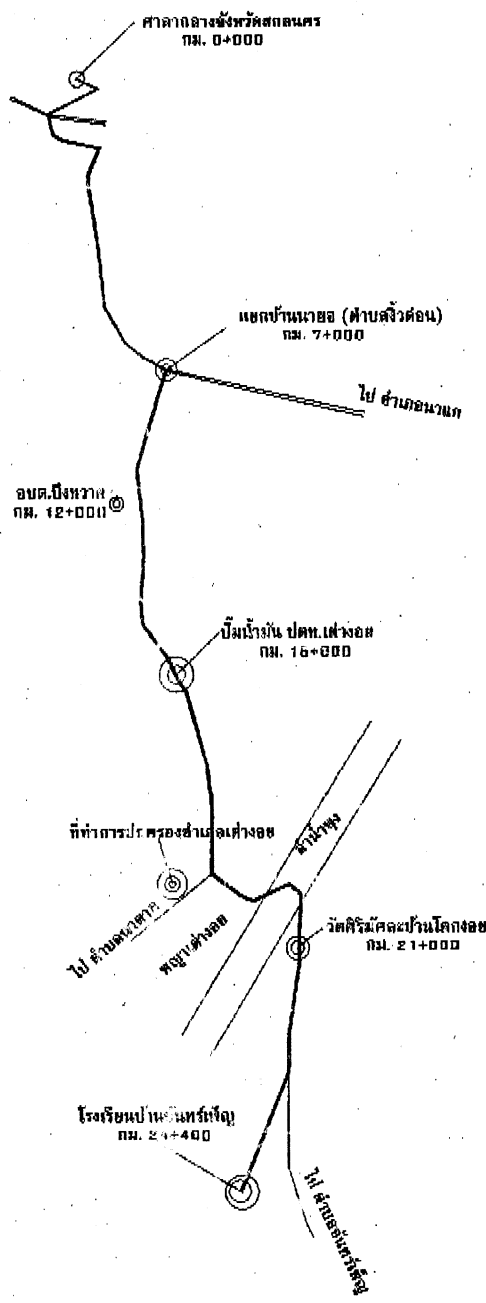 ศาลากลางจังหวัดสกลนคร
กม. 0+000
แยกบ้านนายอ (ตำบลงิ้วด่อน)
กม. 7+000
ไป อำเภอนาแก
อบต.บึงทวาย
กม. 12+000
ปั๊มน้ำมัน ปตท.เต่างอย
กม. 16+000
ที่ทำการปกครองอำเภอเต่างอย
ลำน้ำพุง
ไป ตำบลนาตาล
พญาเต่างอย
วัดศิริมังคละบ้านโคกงอย
กม. 21+000
โรงเรียนบ้านจันทร์เพ็ญ
กม. 24+400
ไป ตำบลจันทร์เพ็ญ